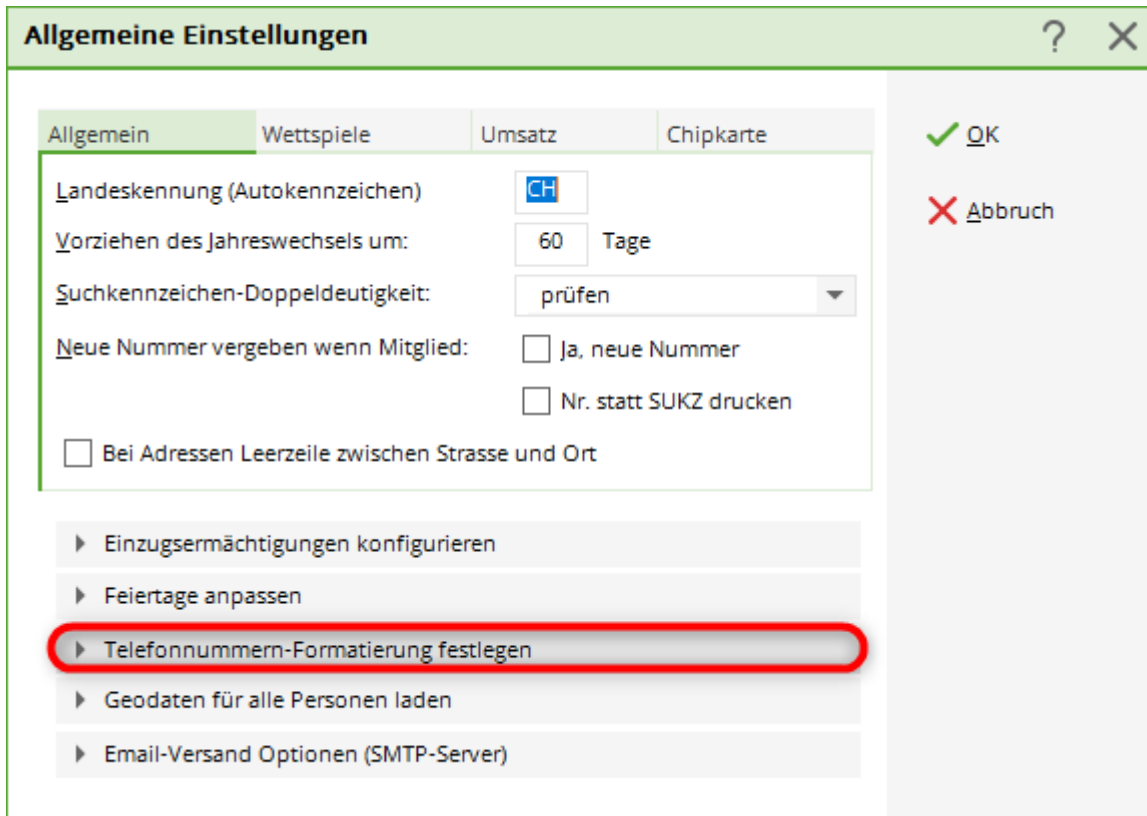 Allgemeine Einstellungen
Allgemein Wettspiele Umsatz Chipkarte
Landeskennung (Autokennzeichen) CH
Vorziehen des Jahreswechsels um: 60 Tage
Suchkennzeichen-Doppeldeutigkeit: prüfen
Neue Nummer vergeben wenn Mitglied: Ja, neue Nummer
Nr. statt SUKZ drucken
Bei Adressen Leerzeile zwischen Strasse und Ort
Einzugsermächtigungen konfigurieren
Feiertage anpassen
Telefonnummern-Formatierung festlegen
Geodaten für alle Personen laden
Email-Versand Optionen (SMTP-Server)
OK
Abbruch